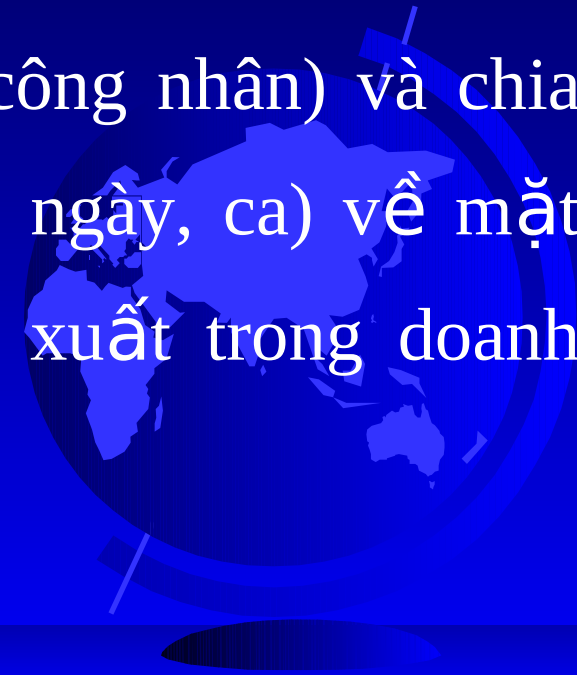 công nhân) và chia
ngày, ca) về mặt
xuất trong doanh